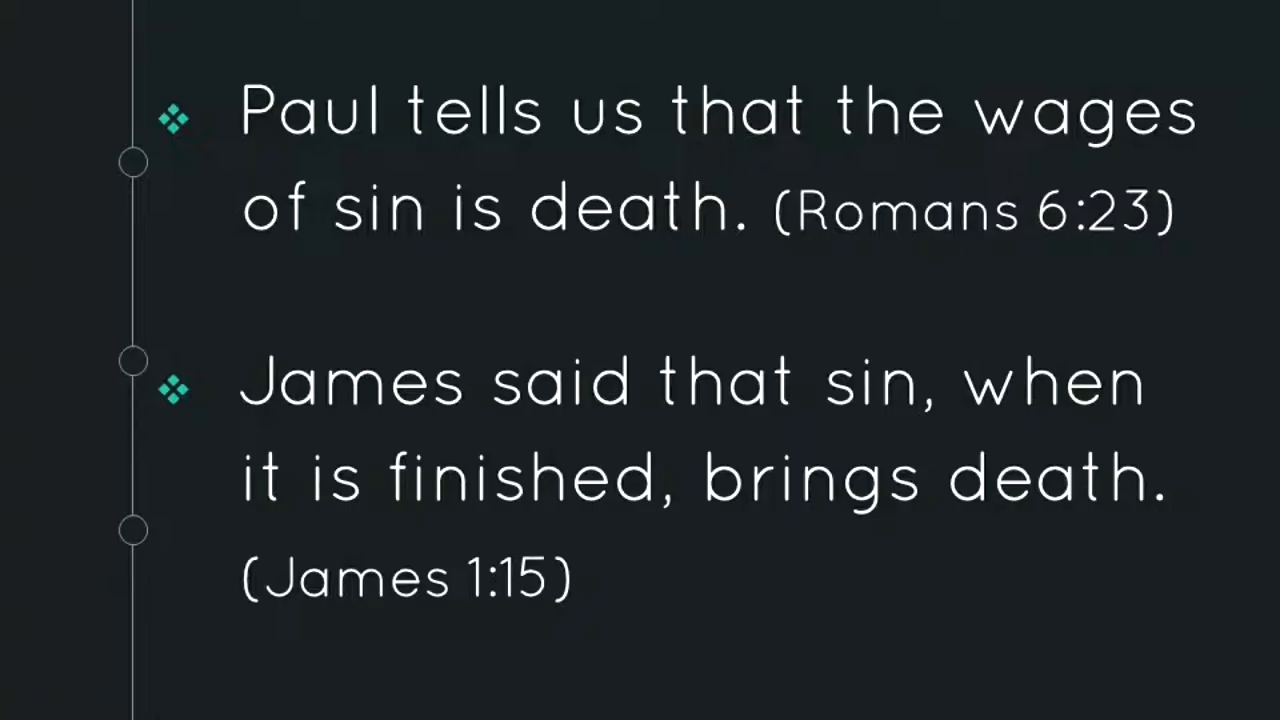 Paul tells us that the wages
of sin is death. (Romans 6:23)
James said that sin, when
it is finished, brings death.
(James 1:15)